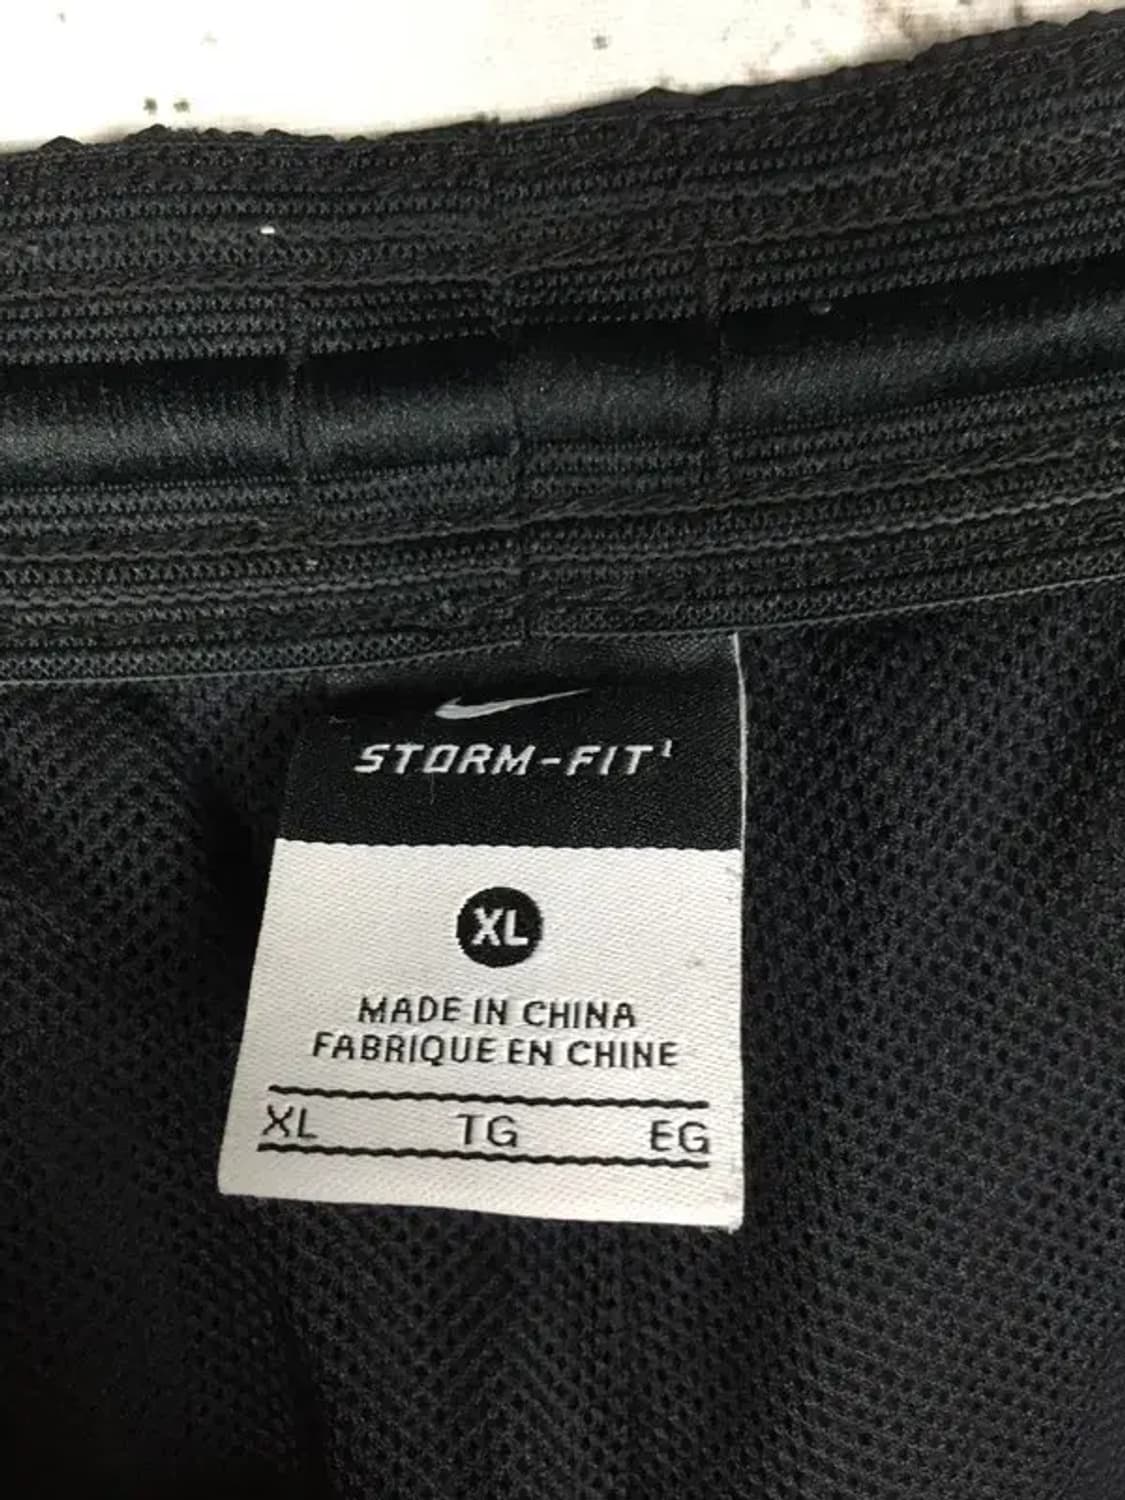 STORM-FIT¹
XL
MADE IN CHINA
FABRIQUE EN CHINE
XL TG EG